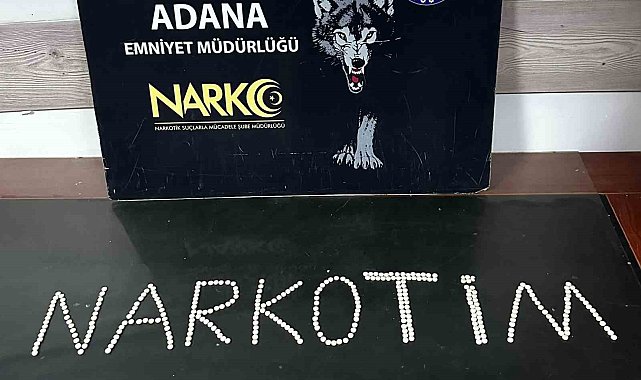 ADANA
EMNİYET MÜDÜRLÜĞÜ
NARKO
NARKOTİK SUÇLARLA MÜCADELE ŞUBE MÜDÜRLÜĞÜ
NARKOTİM